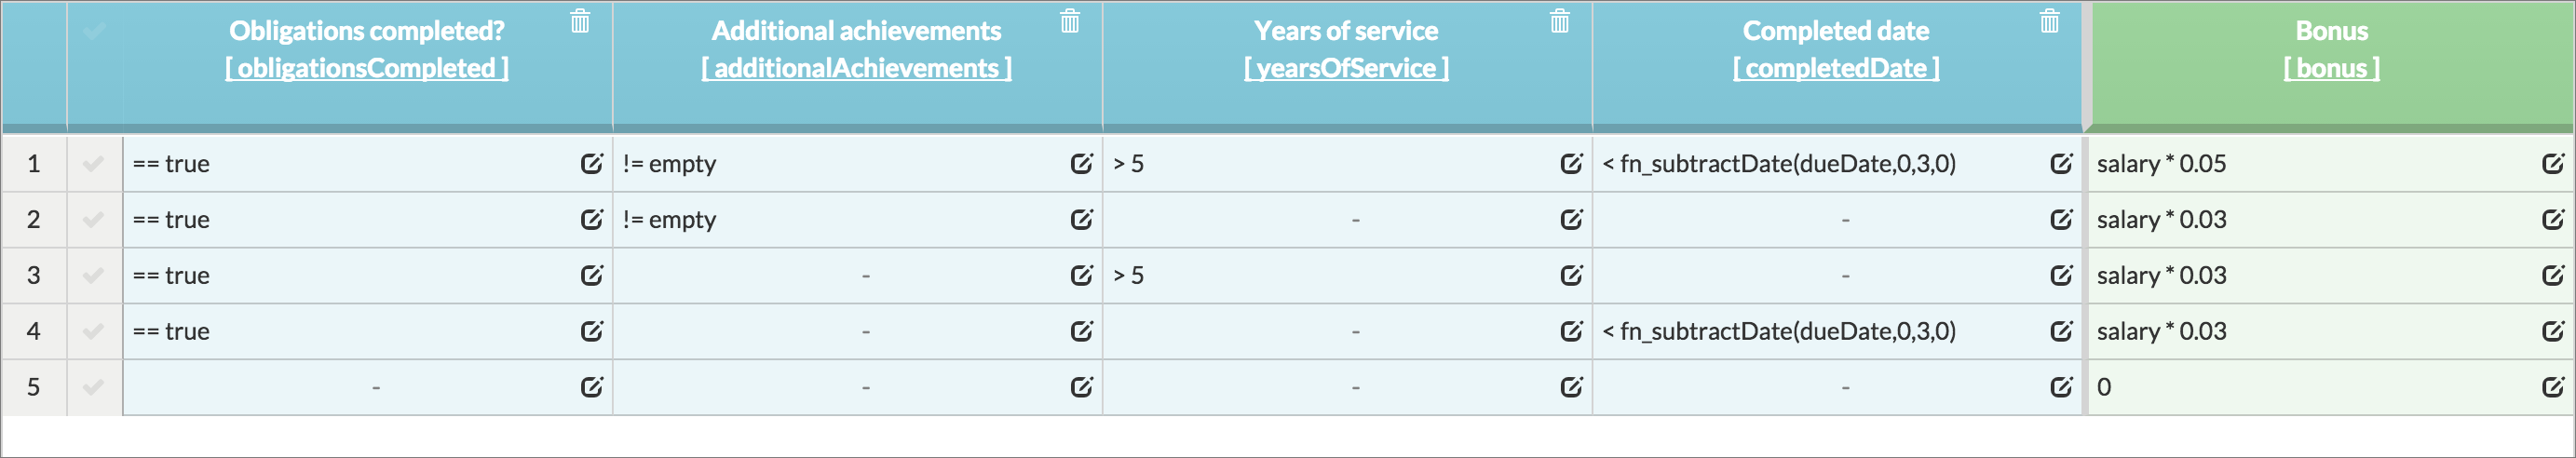 Obligations completed?
[ obligationsCompleted ]
Additional achievements
[ additionalAchievements ]
Years of service
[ yearsOfService ]
Completed date
[ completedDate ]
Bonus
[ bonus ]
1 == true != empty > 5 < fn_subtractDate(dueDate,0,3,0) salary * 0.05
2 == true != empty - - salary * 0.03
3 == true - > 5 - salary * 0.03
4 == true - - < fn_subtractDate(dueDate,0,3,0) salary * 0.03
5 - - - - 0